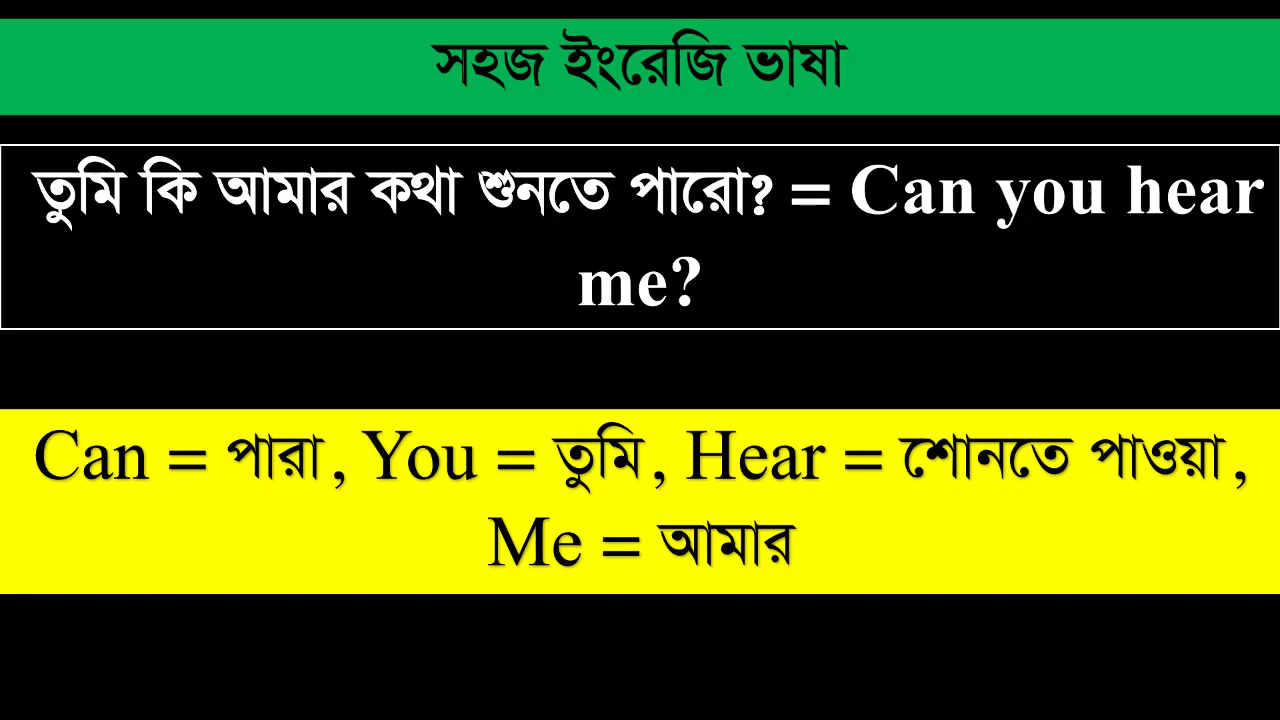 সহজ ইংরেজি ভাষা
তুমি কি আমার কথা শুনতে পারো? = Can you hear
me?
Can = পারা, You = তুমি, Hear = শোনতে পাওয়া,
Me = আমার